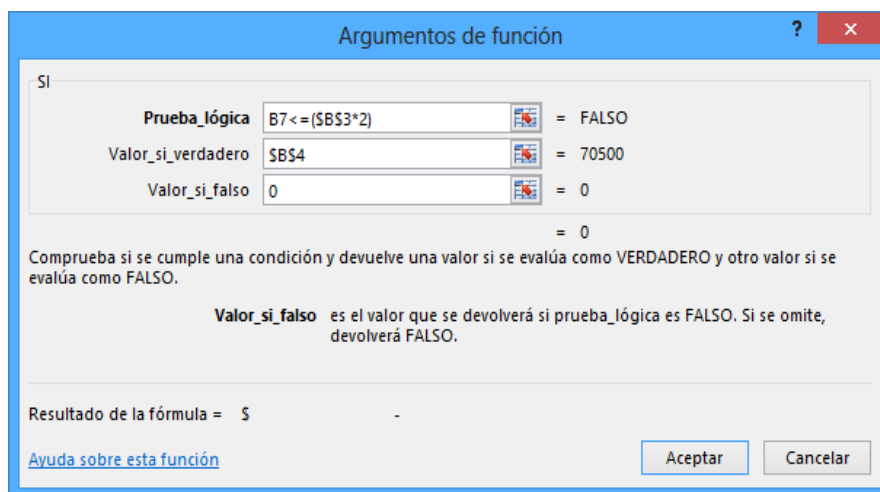 Argumentos de función
? ×
SI
Prueba_lógica B7<=($B$3*2) = FALSO
Valor_si_verdadero $B$4 = 70500
Valor_si_falso 0 = 0
= 0
Comprueba si se cumple una condición y devuelve una valor si se evalúa como VERDADERO y otro valor si se
evalúa como FALSO.
Valor_si_falso es el valor que se devolverá si prueba_lógica es FALSO. Si se omite,
devolverá FALSO.
Resultado de la fórmula = $ -
Ayuda sobre esta función Aceptar Cancelar